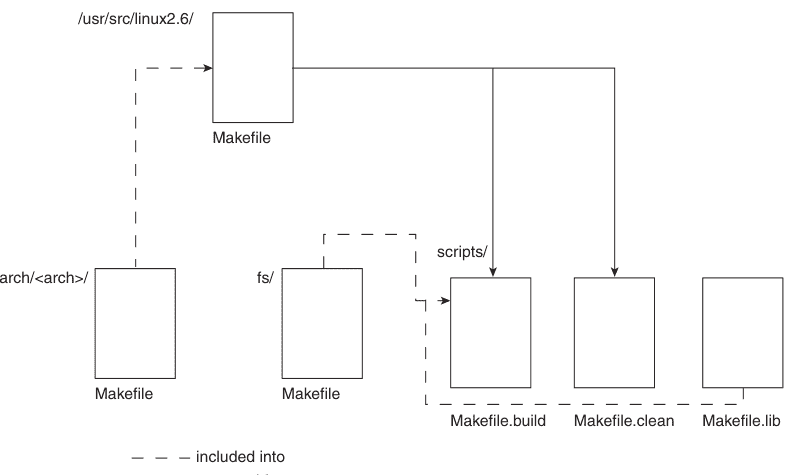 /usr/src/linux2.6/
Makefile
scripts/
arch/<arch>/
fs/
Makefile
Makefile
Makefile.build
Makefile.clean
Makefile.lib
included into